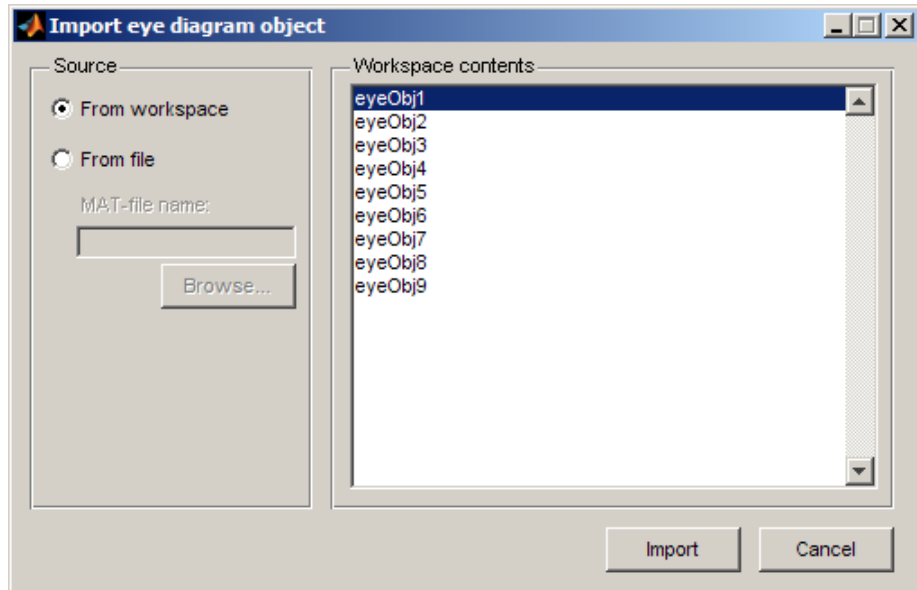 Import eye diagram object
Source
From workspace
From file
MAT-file name:
Browse...
Workspace contents
eyeObj1
eyeObj2
eyeObj3
eyeObj4
eyeObj5
eyeObj6
eyeObj7
eyeObj8
eyeObj9
Import
Cancel